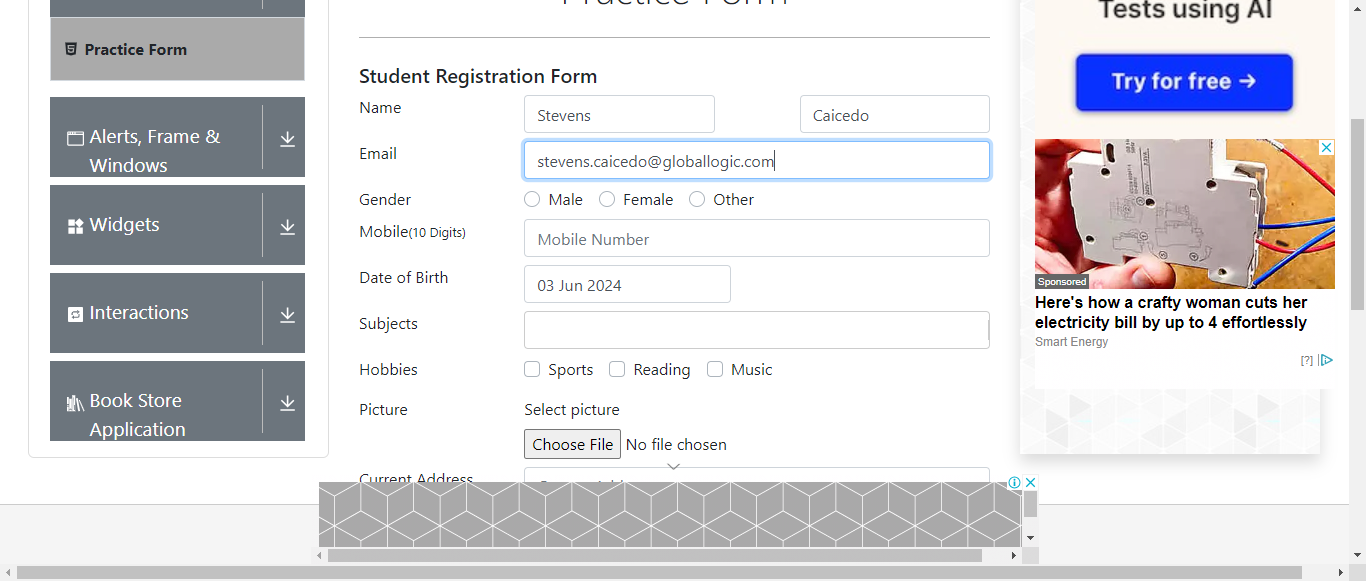 Practice Form
Practice Form
Alerts, Frame &
Windows
Widgets
Interactions
Book Store
Application
Student Registration Form
Name
Stevens
Caicedo
Email
stevens.caicedo@globallogic.com
Gender
Male
Female
Other
Mobile(10 Digits)
Mobile Number
Date of Birth
03 Jun 2024
Subjects
Hobbies
Sports
Reading
Music
Picture
Select picture
Choose File
No file chosen
Current Address
Tests using AI
Try for free →
Sponsored
Here's how a crafty woman cuts her
electricity bill by up to 4 effortlessly
Smart Energy
[?]